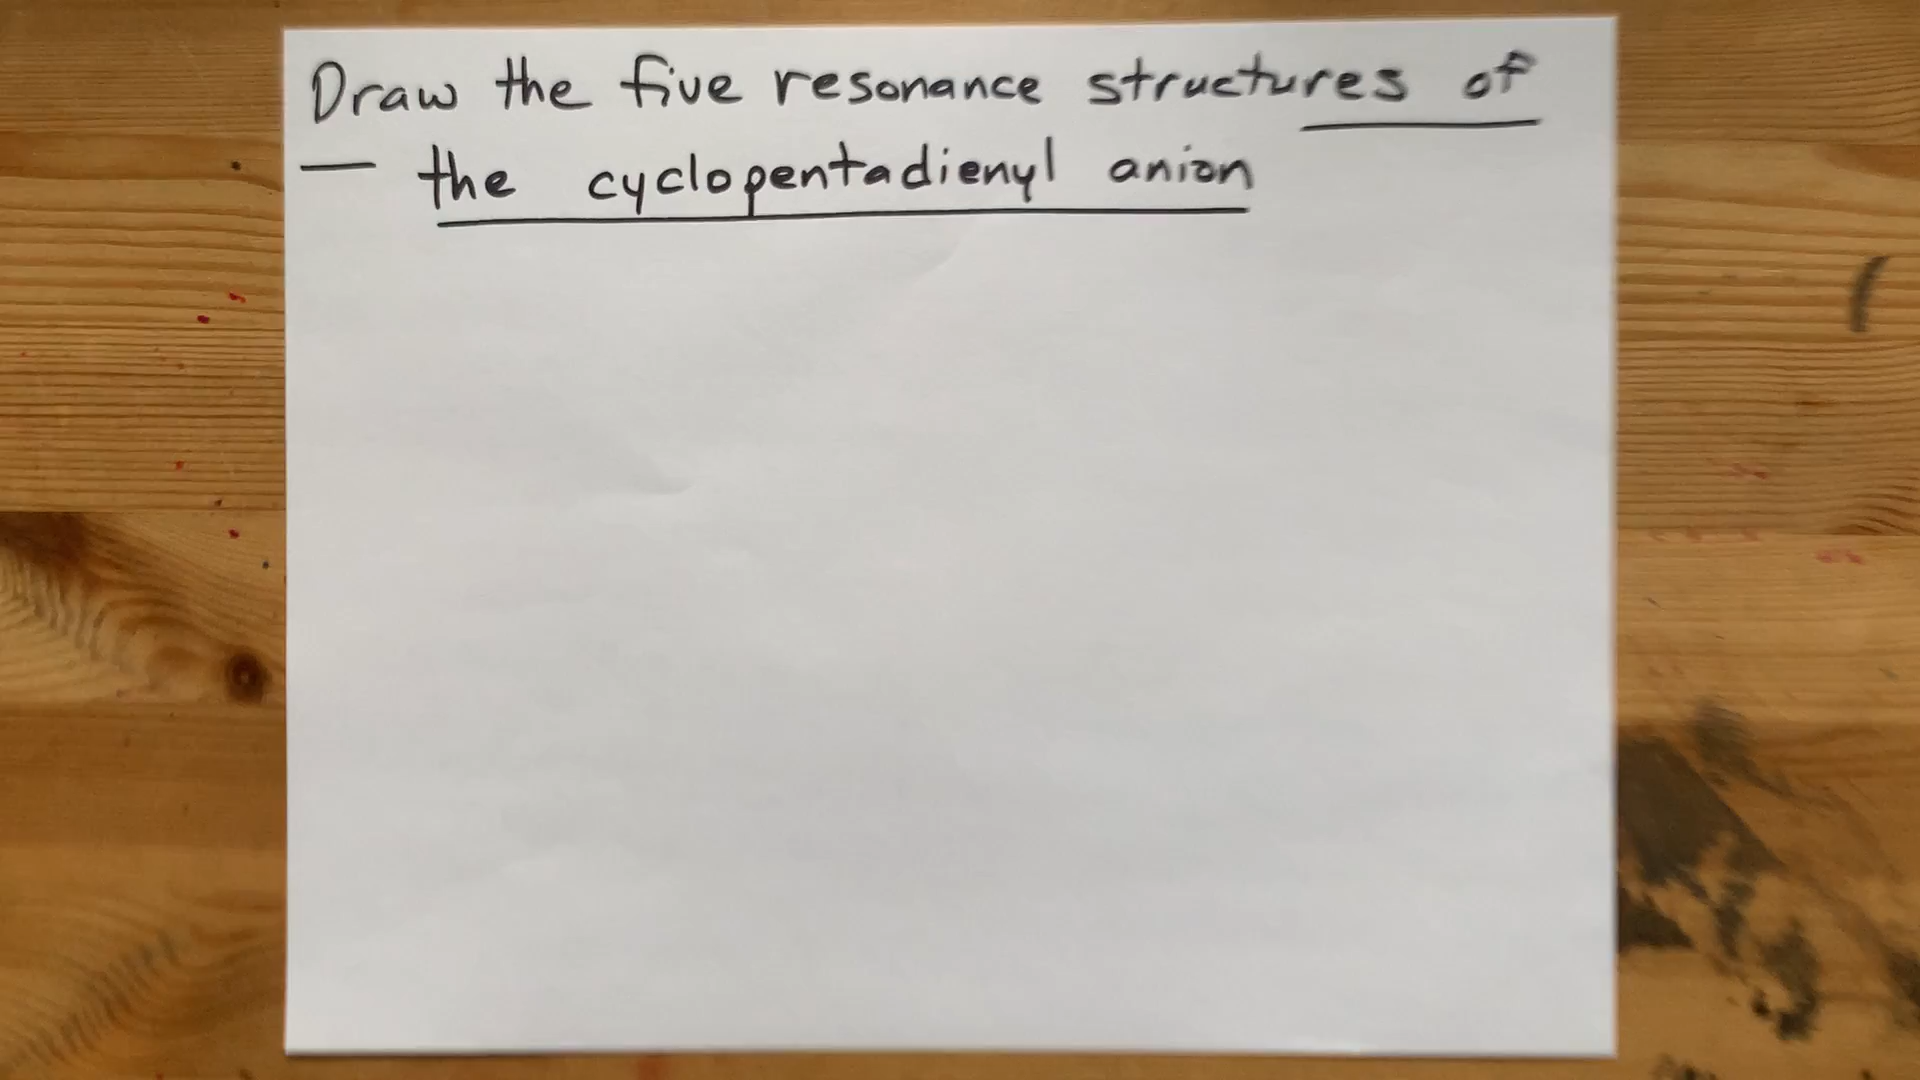 Draw the five resonance structures of
— the cyclopentadienyl anion